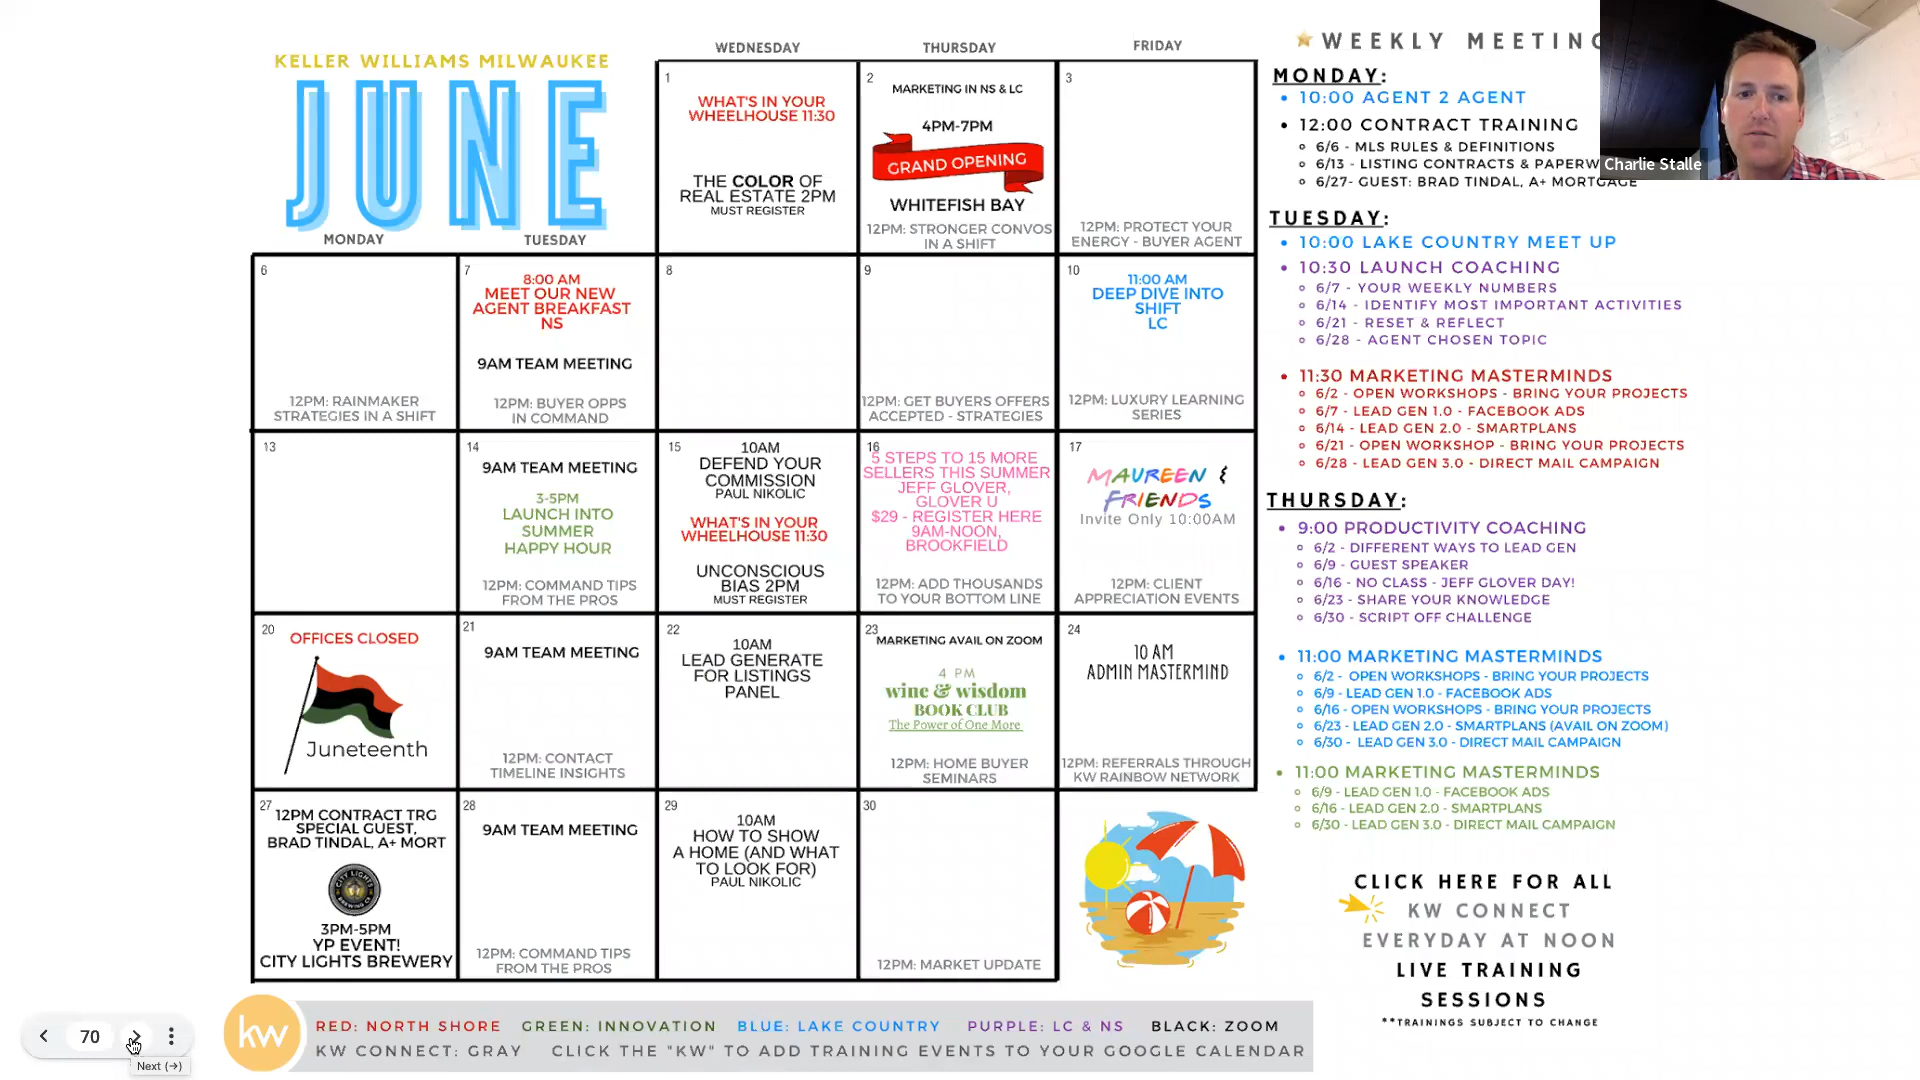 KELLER WILLIAMS MILWAUKEE
JUNE
MONDAY
TUESDAY
WEDNESDAY
THURSDAY
FRIDAY
1
WHAT'S IN YOUR
WHEELHOUSE 11:30
THE COLOR OF
REAL ESTATE 2PM
MUST REGISTER
2
MARKETING IN NS & LC
4PM-7PM
GRAND OPENING
WHITEFISH BAY
12PM: STRONGER CONVOS
IN A SHIFT
3
12PM: PROTECT YOUR
ENERGY - BUYER AGENT
6
12PM: RAINMAKER
STRATEGIES IN A SHIFT
7
8:00 AM
MEET OUR NEW
AGENT BREAKFAST
NS
9AM TEAM MEETING
12PM: BUYER OPPS
IN COMMAND
8
9
12PM: GET BUYERS OFFERS
ACCEPTED - STRATEGIES
10
11:00 AM
DEEP DIVE INTO
SHIFT
LC
12PM: LUXURY LEARNING
SERIES
13
14
9AM TEAM MEETING
3-5PM
LAUNCH INTO
SUMMER
HAPPY HOUR
12PM: COMMAND TIPS
FROM THE PROS
15
10AM
DEFEND YOUR
COMMISSION
PAUL NIKOLIC
WHAT'S IN YOUR
WHEELHOUSE 11:30
UNCONSCIOUS
BIAS 2PM
MUST REGISTER
16
5 STEPS TO 15 MORE
SELLERS THIS SUMMER
JEFF GLOVER,
GLOVER U
$29 - REGISTER HERE
9AM-NOON,
BROOKFIELD
12PM: ADD THOUSANDS
TO YOUR BOTTOM LINE
17
MAUREEN &
FRIENDS
Invite Only 10:00AM
12PM: CLIENT
APPRECIATION EVENTS
20
OFFICES CLOSED
Juneteenth
21
9AM TEAM MEETING
12PM: CONTACT
TIMELINE INSIGHTS
22
10AM
LEAD GENERATE
FOR LISTINGS
PANEL
23
MARKETING AVAIL ON ZOOM
4 PM
wine & wisdom
BOOK CLUB
The Power of One More
12PM: HOME BUYER
SEMINARS
24
10 AM
ADMIN MASTERMIND
12PM: REFERRALS THROUGH
KW RAINBOW NETWORK
27
12PM CONTRACT TRG
SPECIAL GUEST,
BRAD TINDAL, A+ MORT
CITY LIGHTS
BREWING CO
3PM-5PM
YP EVENT!
CITY LIGHTS BREWERY
28
9AM TEAM MEETING
12PM: COMMAND TIPS
FROM THE PROS
29
10AM
HOW TO SHOW
A HOME (AND WHAT
TO LOOK FOR)
PAUL NIKOLIC
30
12PM: MARKET UPDATE
WEEKLY MEETING
MONDAY:
10:00 AGENT 2 AGENT
12:00 CONTRACT TRAINING
6/6 - MLS RULES & DEFINITIONS
6/13 - LISTING CONTRACTS & PAPERW
6/27- GUEST: BRAD TINDAL, A+ MORTGAGE
Charlie Stalle
TUESDAY:
10:00 LAKE COUNTRY MEET UP
10:30 LAUNCH COACHING
6/7 - YOUR WEEKLY NUMBERS
6/14 - IDENTIFY MOST IMPORTANT ACTIVITIES
6/21 - RESET & REFLECT
6/28 - AGENT CHOSEN TOPIC
11:30 MARKETING MASTERMINDS
6/2 - OPEN WORKSHOPS - BRING YOUR PROJECTS
6/7 - LEAD GEN 1.0 - FACEBOOK ADS
6/14 - LEAD GEN 2.0 - SMARTPLANS
6/21 - OPEN WORKSHOP - BRING YOUR PROJECTS
6/28 - LEAD GEN 3.0 - DIRECT MAIL CAMPAIGN
THURSDAY:
9:00 PRODUCTIVITY COACHING
6/2 - DIFFERENT WAYS TO LEAD GEN
6/9 - GUEST SPEAKER
6/16 - NO CLASS - JEFF GLOVER DAY!
6/23 - SHARE YOUR KNOWLEDGE
6/30 - SCRIPT OFF CHALLENGE
11:00 MARKETING MASTERMINDS
6/2 - OPEN WORKSHOPS - BRING YOUR PROJECTS
6/9 - LEAD GEN 1.0 - FACEBOOK ADS
6/16 - OPEN WORKSHOPS - BRING YOUR PROJECTS
6/23 - LEAD GEN 2.0 - SMARTPLANS (AVAIL ON ZOOM)
6/30 - LEAD GEN 3.0 - DIRECT MAIL CAMPAIGN
11:00 MARKETING MASTERMINDS
6/9 - LEAD GEN 1.0 - FACEBOOK ADS
6/16 - LEAD GEN 2.0 - SMARTPLANS
6/30 - LEAD GEN 3.0 - DIRECT MAIL CAMPAIGN
CLICK HERE FOR ALL
KW CONNECT
EVERYDAY AT NOON
LIVE TRAINING
SESSIONS
**TRAININGS SUBJECT TO CHANGE
kw
RED: NORTH SHORE GREEN: INNOVATION BLUE: LAKE COUNTRY PURPLE: LC & NS BLACK: ZOOM
KW CONNECT: GRAY CLICK THE "KW" TO ADD TRAINING EVENTS TO YOUR GOOGLE CALENDAR
70
Next (→)